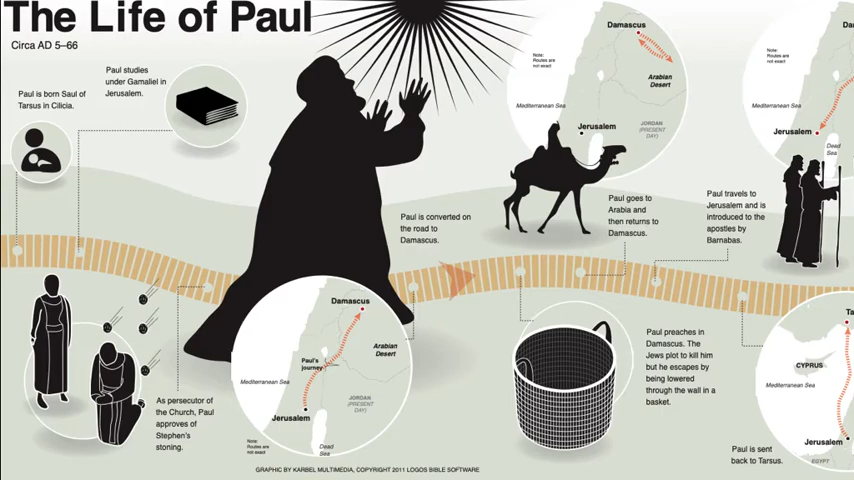 The Life of Paul
Circa AD 5–66
Paul is born Saul of
Tarsus in Cilicia.
Paul studies
under Gamaliel in
Jerusalem.
As persecutor of
the Church, Paul
approves of
Stephen's
stoning.
Paul is converted on
the road to
Damascus.
Damascus
Arabian
Desert
Paul's
journey
Mediterranean Sea
JORDAN
(PRESENT
DAY)
Jerusalem
Note:
Routes are
not exact
Dead
Sea
Damascus
Note:
Routes are
not exact
Arabian
Desert
Mediterranean Sea
Jerusalem
JORDAN
(PRESENT
DAY)
Paul goes to
Arabia and
then returns to
Damascus.
Paul preaches in
Damascus. The
Jews plot to kill him
but he escapes by
being lowered
through the wall in a
basket.
Paul travels to
Jerusalem and is
introduced to the
apostles by
Barnabas.
Da
Note:
Routes are
not exact
Mediterranean Sea
Jerusalem
Dead
Sea
Paul is sent
back to Tarsus.
Ta
CYPRUS
Mediterranean Sea
Jerusalem
EGYPT
GRAPHIC BY KARBEL MULTIMEDIA, COPYRIGHT 2011 LOGOS BIBLE SOFTWARE